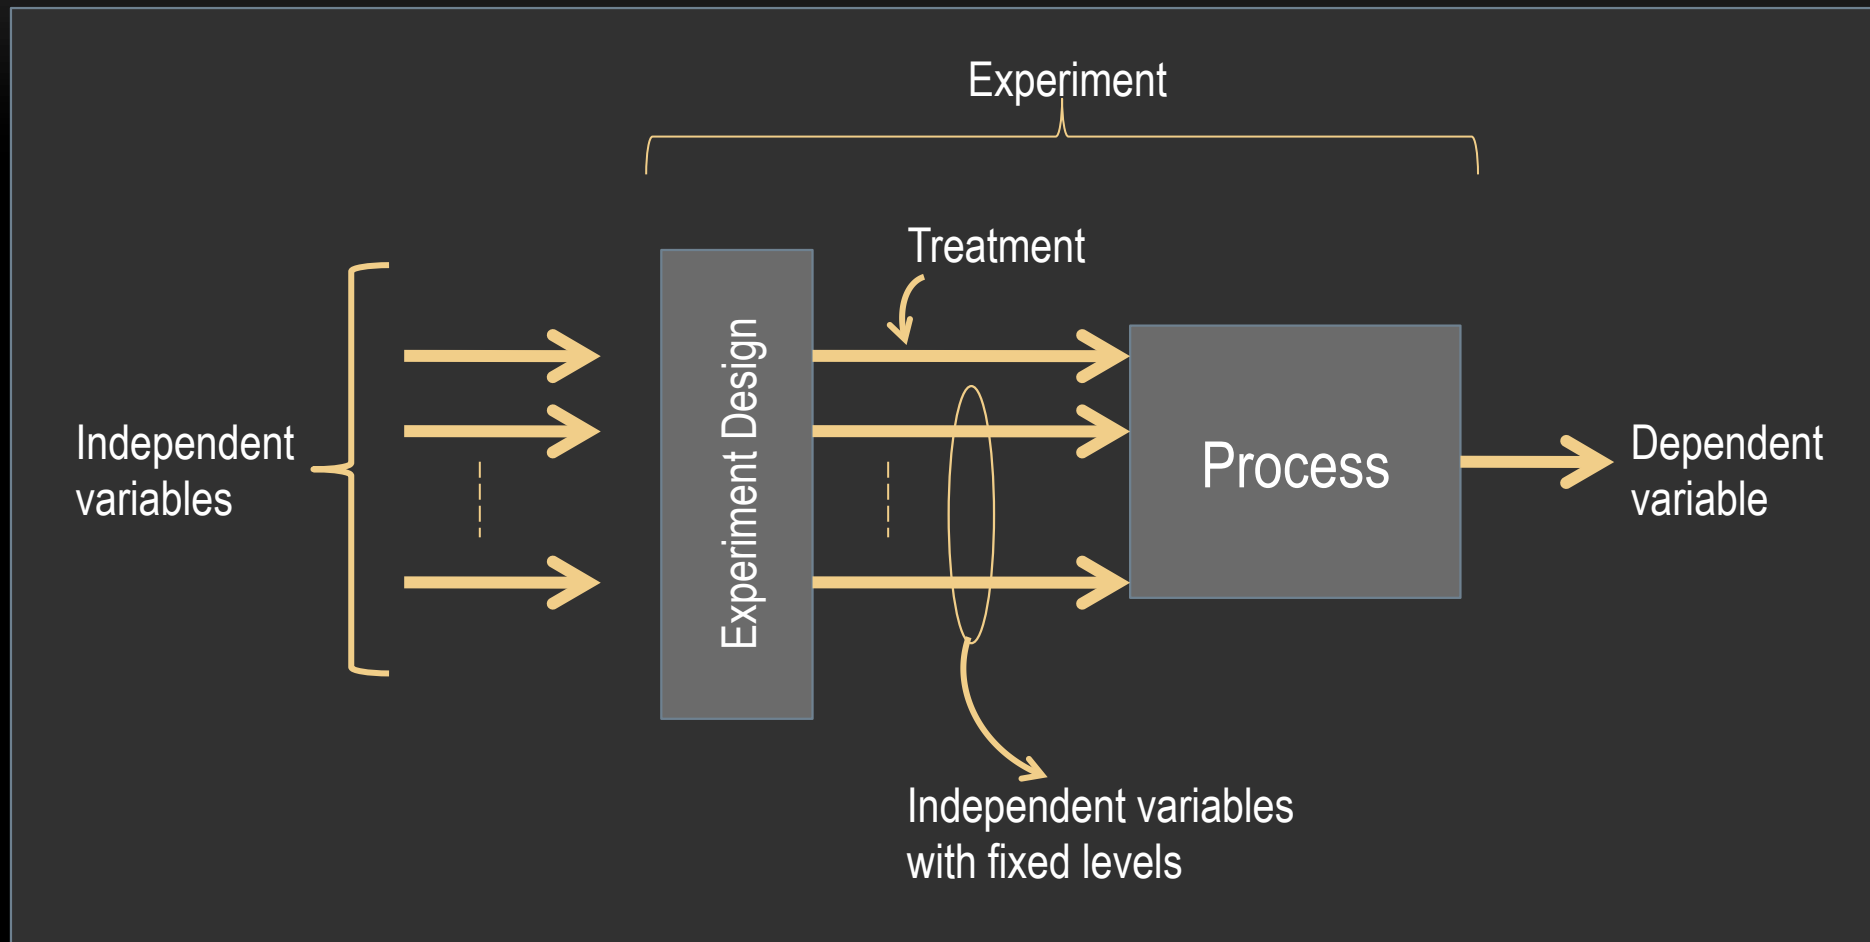 Experiment
Treatment
Experiment Design
Independent
variables
Process
Dependent
variable
Independent variables
with fixed levels